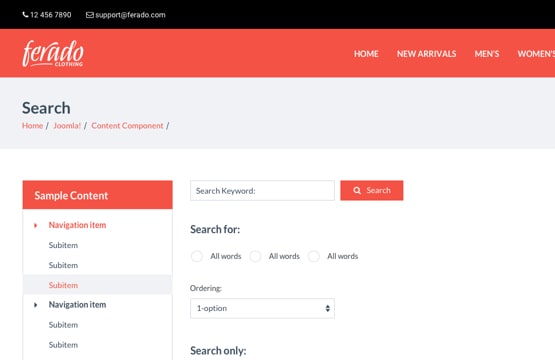 12 456 7890 support@ferado.com
ferado
CLOTHING
HOME NEW ARRIVALS MEN'S WOMEN'S
Search
Home / Joomla! / Content Component /
Sample Content
Navigation item
Subitem
Subitem
Subitem
Navigation item
Subitem
Subitem
Search Keyword:
Search
Search for:
All words All words All words
Ordering:
1-option
Search only: